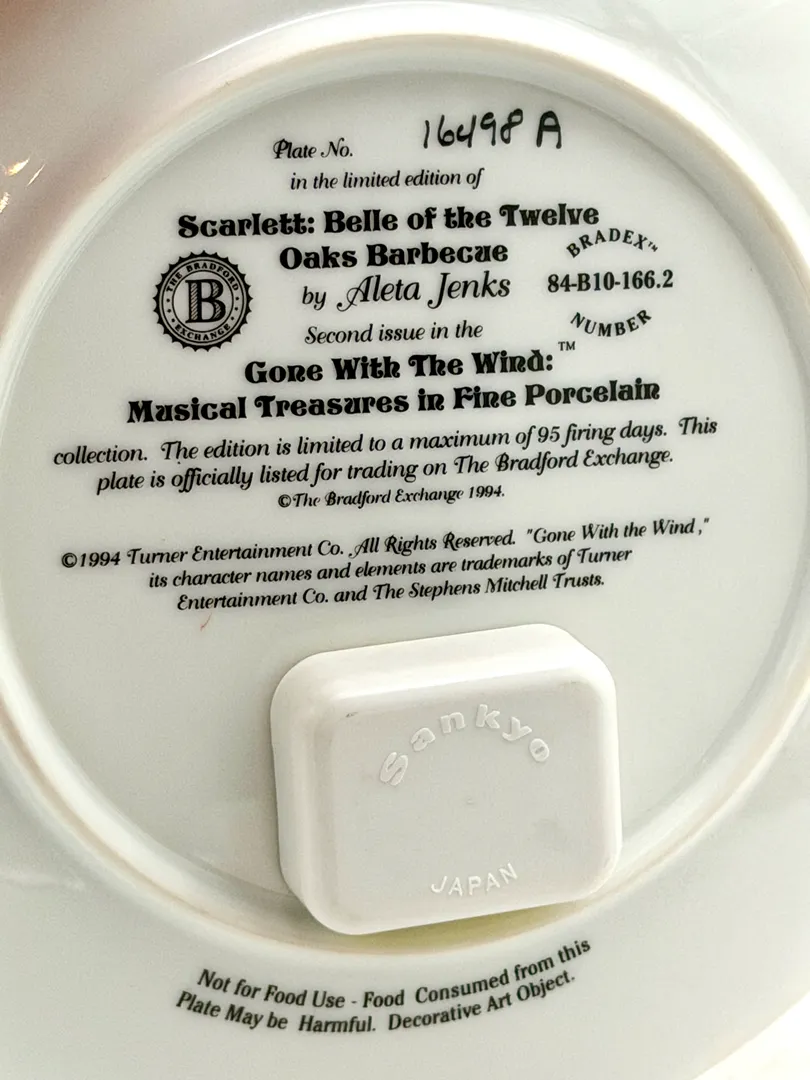 Plate No. 16498 A
in the limited edition of
Scarlett: Belle of the Twelve
Oaks Barbecue
by Aleta Jenks
THE BRADFORD
B
EXCHANGE
BRADEX™
84-B10-166.2
NUMBER
Second issue in the
Gone With The Wind:™
Musical Treasures in Fine Porcelain
collection. The edition is limited to a maximum of 95 firing days. This
plate is officially listed for trading on The Bradford Exchange.
©The Bradford Exchange 1994.
©1994 Turner Entertainment Co. All Rights Reserved. "Gone With the Wind,"
its character names and elements are trademarks of Turner
Entertainment Co. and The Stephens Mitchell Trusts.
Sankyo
JAPAN
Not for Food Use - Food Consumed from this
Plate May be Harmful. Decorative Art Object.